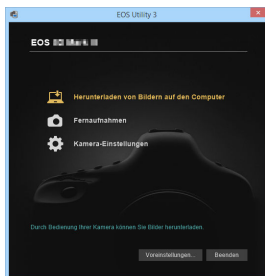 EOS Utility 3
EOS
Herunterladen von Bildern auf den Computer
Fernaufnahmen
Kamera-Einstellungen
Durch Bedienung Ihrer Kamera können Sie Bilder herunterladen.
Voreinstellungen...
Beenden